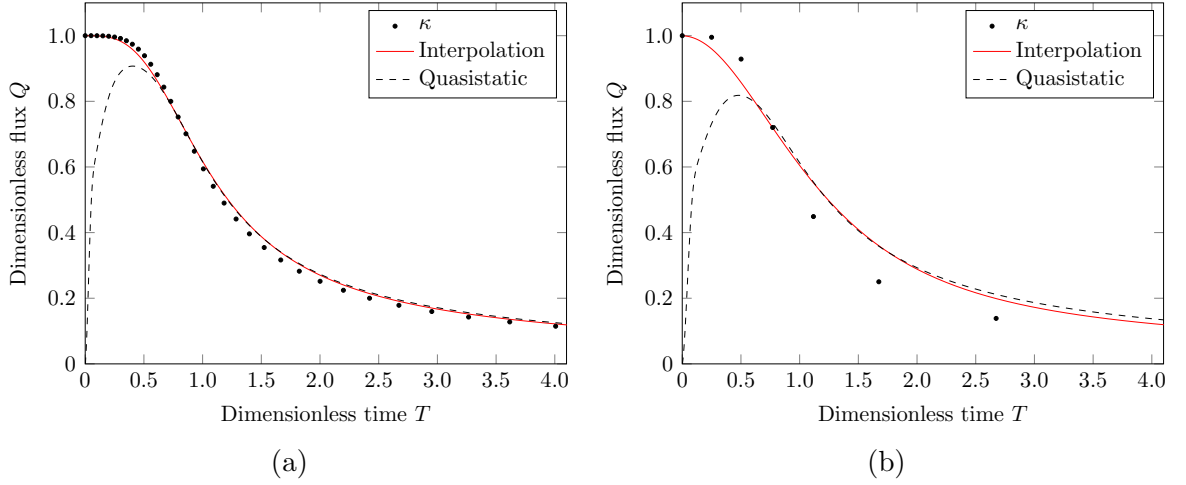 κ
Interpolation
Quasistatic
1.0
0.8
0.6
0.4
0.2
0
0 0.5 1.0 1.5 2.0 2.5 3.0 3.5 4.0
Dimensionless flux Q
Dimensionless time T
(a)
κ
Interpolation
Quasistatic
1.0
0.8
0.6
0.4
0.2
0
0 0.5 1.0 1.5 2.0 2.5 3.0 3.5 4.0
Dimensionless flux Q
Dimensionless time T
(b)